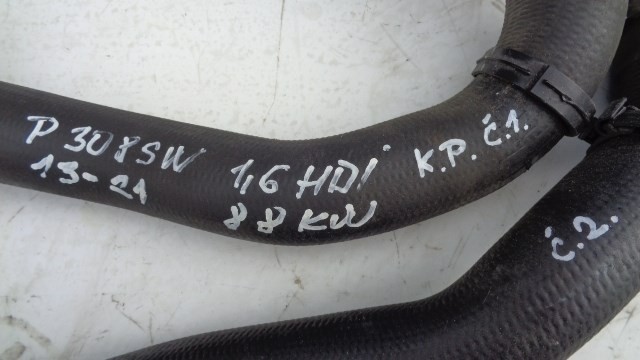 P 308SW
13-21
1,6 HDi
88 KW
K.P. č.1.
č.2.